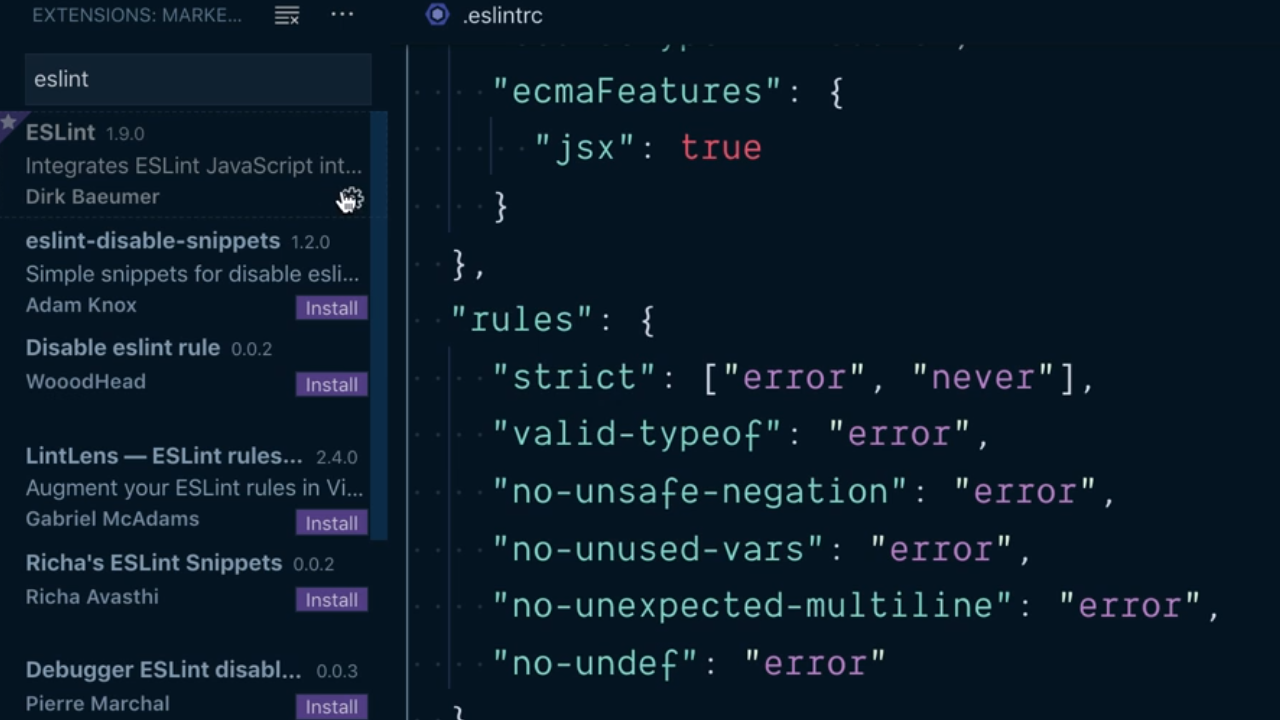 EXTENSIONS: MARKE...
eslint
ESLint 1.9.0
Integrates ESLint JavaScript int...
Dirk Baeumer
eslint-disable-snippets 1.2.0
Simple snippets for disable esli...
Adam Knox
Install
Disable eslint rule 0.0.2
WooodHead
Install
LintLens — ESLint rules... 2.4.0
Augment your ESLint rules in Vi...
Gabriel McAdams
Install
Richa's ESLint Snippets 0.0.2
Richa Avasthi
Install
Debugger ESLint disabl... 0.0.3
Pierre Marchal
Install
.eslintrc
"ecmaFeatures": {
"jsx": true
}
},
"rules": {
"strict": ["error", "never"],
"valid-typeof": "error",
"no-unsafe-negation": "error",
"no-unused-vars": "error",
"no-unexpected-multiline": "error",
"no-undef": "error"
}